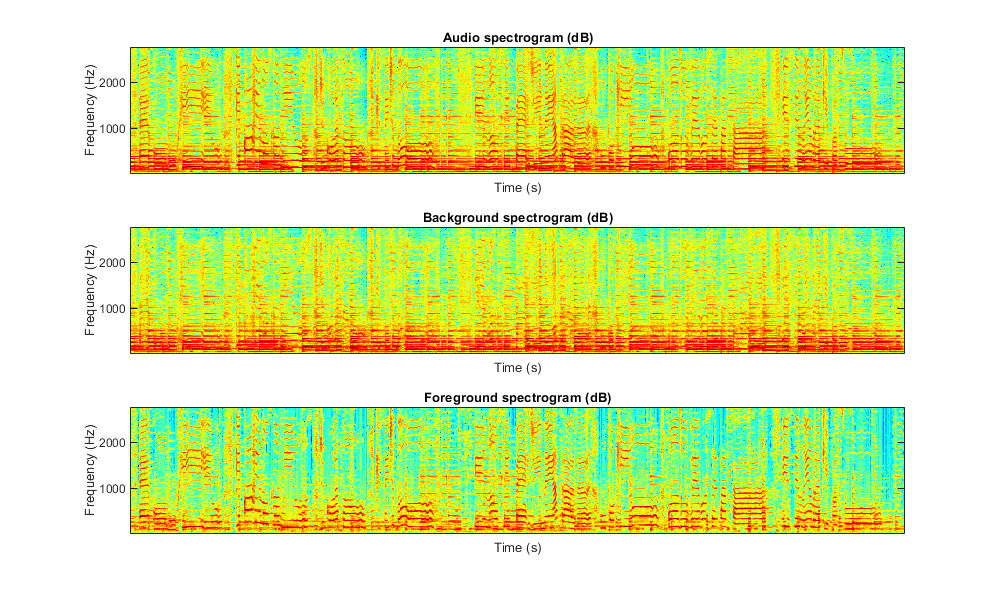 Audio spectrogram (dB)
2000
1000
Frequency (Hz)
Time (s)
Background spectrogram (dB)
2000
1000
Frequency (Hz)
Time (s)
Foreground spectrogram (dB)
2000
1000
Frequency (Hz)
Time (s)